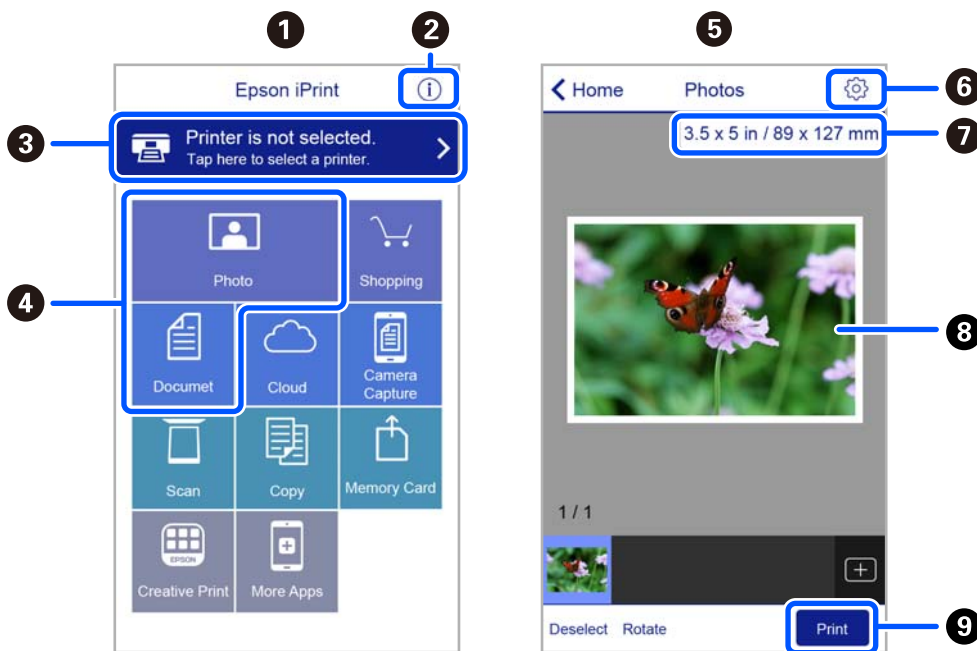 1
2
Epson iPrint
3
Printer is not selected.
Tap here to select a printer.
4
Photo
Shopping
Documet
Cloud
Camera
Capture
Scan
Copy
Memory Card
EPSON
Creative Print
More Apps
5
Home
Photos
6
3.5 x 5 in / 89 x 127 mm
7
8
1 / 1
Deselect
Rotate
Print
9